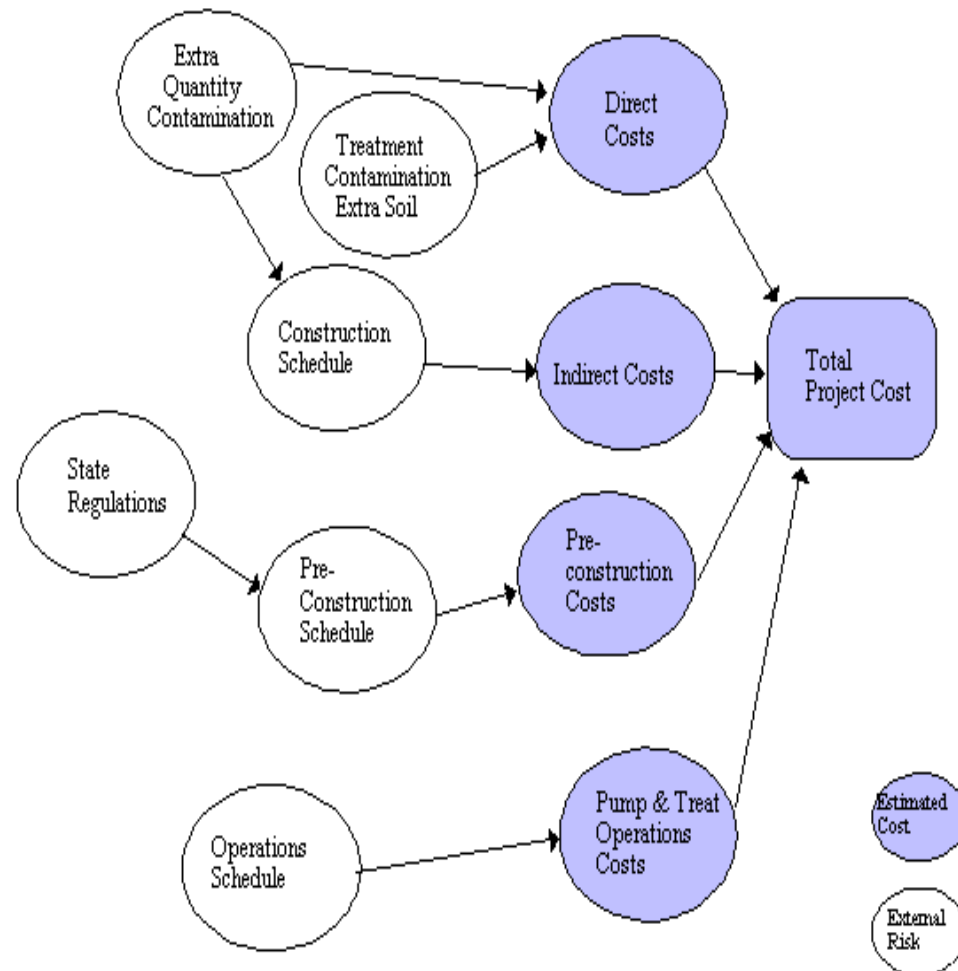 Extra
Quantity
Contamination
Treatment
Contamination
Extra Soil
Direct
Costs
Construction
Schedule
Indirect Costs
Total
Project Cost
State
Regulations
Pre-
Construction
Schedule
Pre-
construction
Costs
Operations
Schedule
Pump & Treat
Operations
Costs
Estimated
Cost
External
Risk